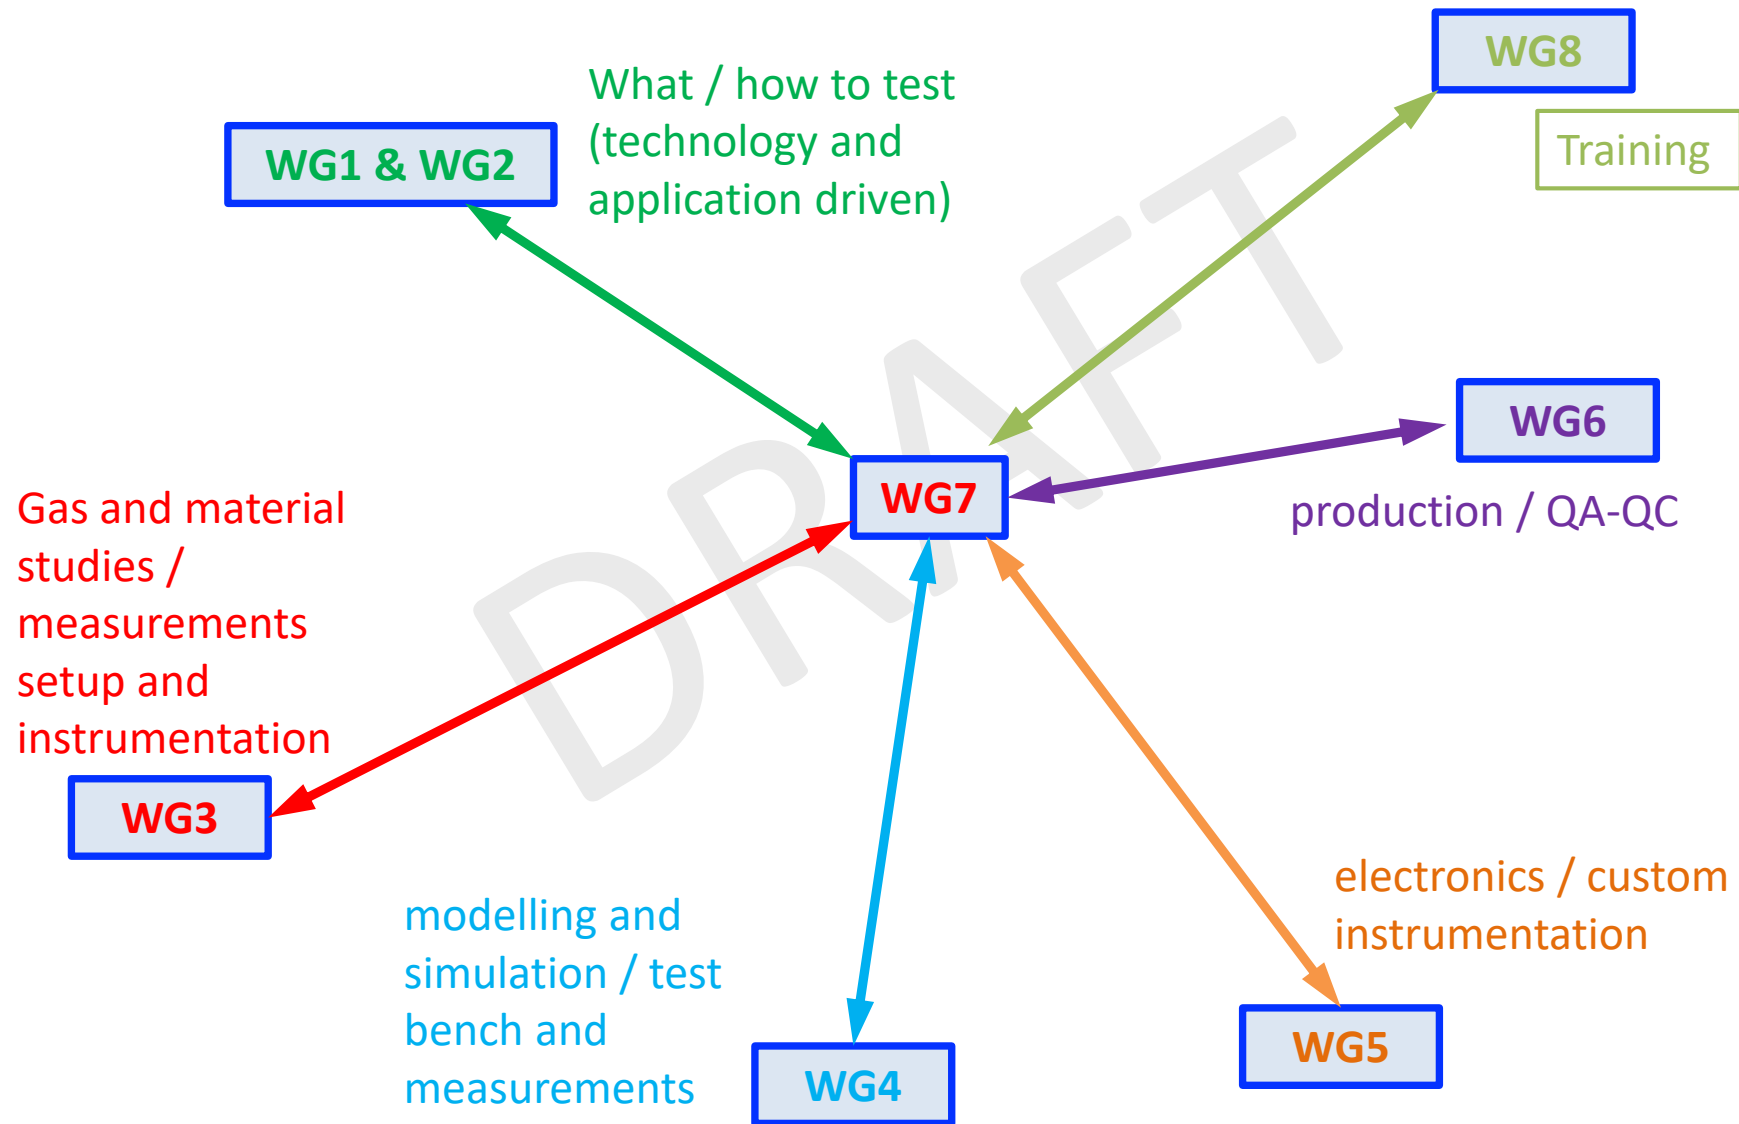 WG8
Training
What / how to test
(technology and
application driven)
WG1 & WG2
WG6
production / QA-QC
WG7
DRAFT
Gas and material
studies /
measurements
setup and
instrumentation
WG3
modelling and
simulation / test
bench and
measurements
WG4
electronics / custom
instrumentation
WG5